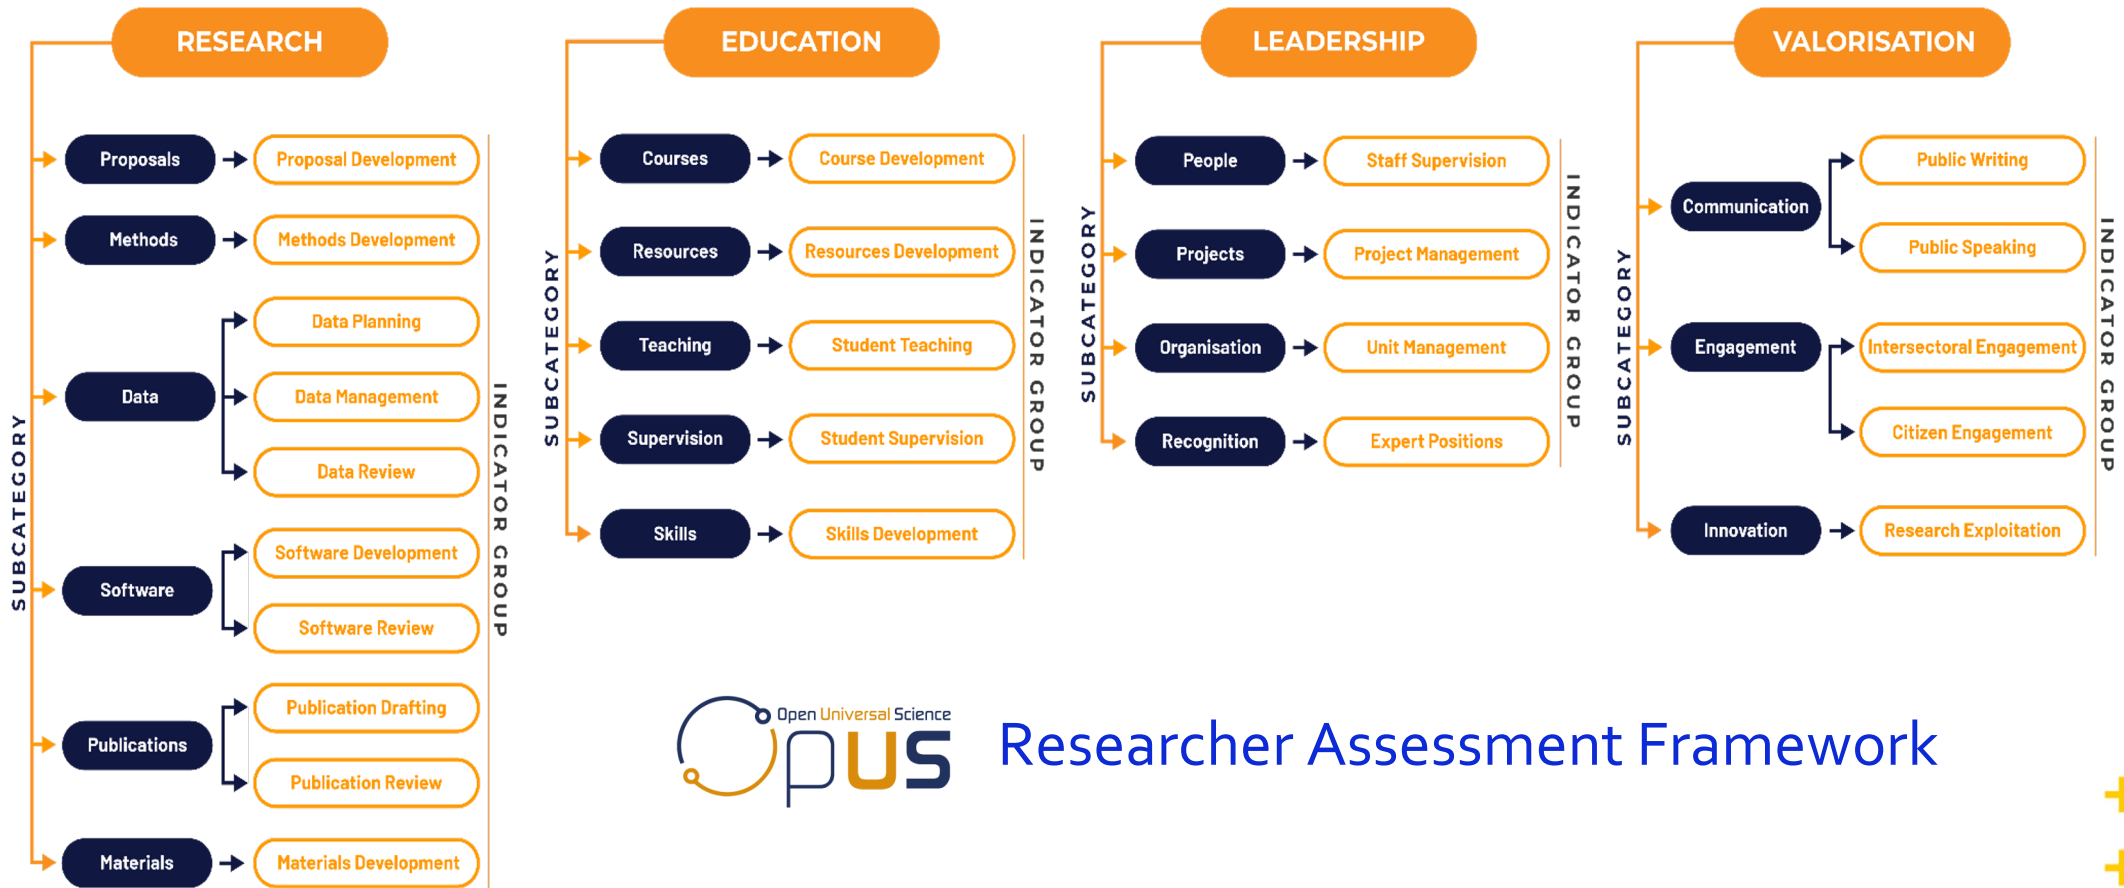 RESEARCH
SUBCATEGORY
Proposals
Proposal Development
Methods
Methods Development
Data
Data Planning
Data Management
Data Review
Software
Software Development
Software Review
Publications
Publication Drafting
Publication Review
Materials
Materials Development
INDICATOR GROUP
EDUCATION
SUBCATEGORY
Courses
Course Development
Resources
Resources Development
Teaching
Student Teaching
Supervision
Student Supervision
Skills
Skills Development
INDICATOR GROUP
LEADERSHIP
SUBCATEGORY
People
Staff Supervision
Projects
Project Management
Organisation
Unit Management
Recognition
Expert Positions
INDICATOR GROUP
VALORISATION
SUBCATEGORY
Communication
Public Writing
Public Speaking
Engagement
Intersectoral Engagement
Citizen Engagement
Innovation
Research Exploitation
INDICATOR GROUP
Open Universal Science
OPUS
Researcher Assessment Framework